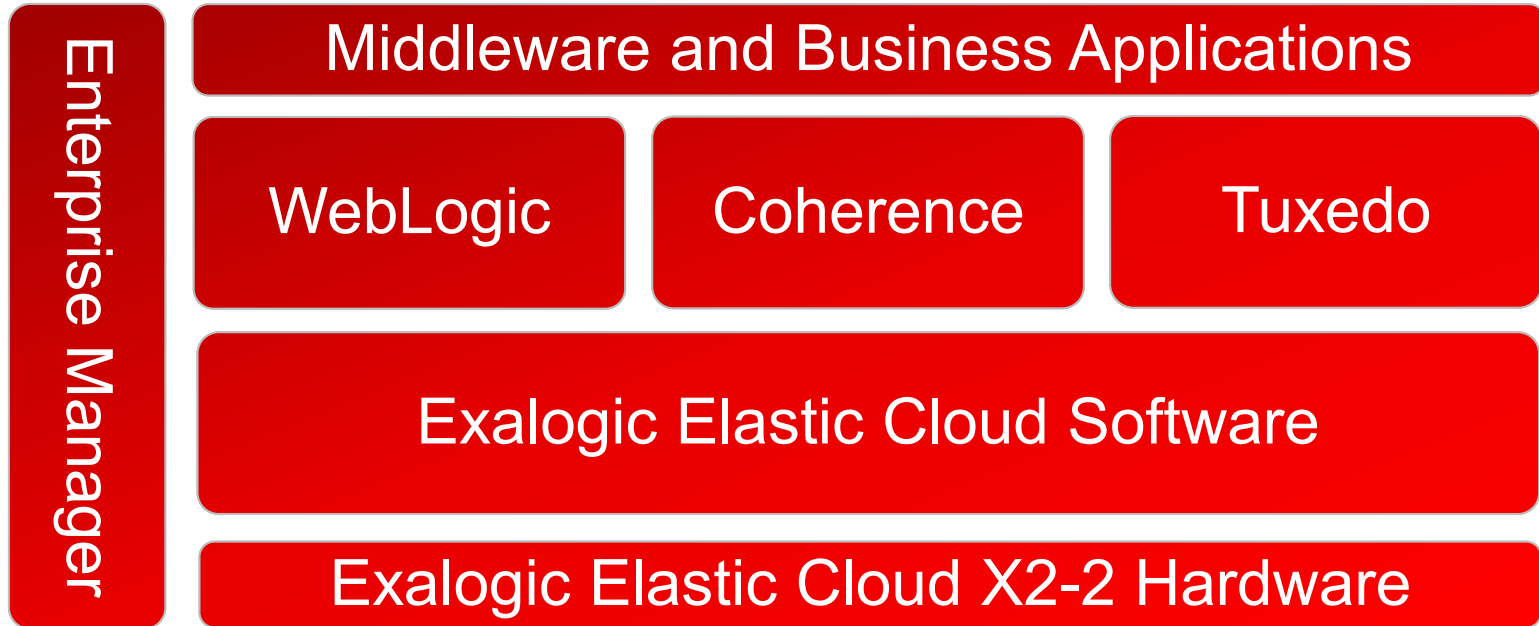 Enterprise Manager
Middleware and Business Applications
WebLogic
Coherence
Tuxedo
Exalogic Elastic Cloud Software
Exalogic Elastic Cloud X2-2 Hardware